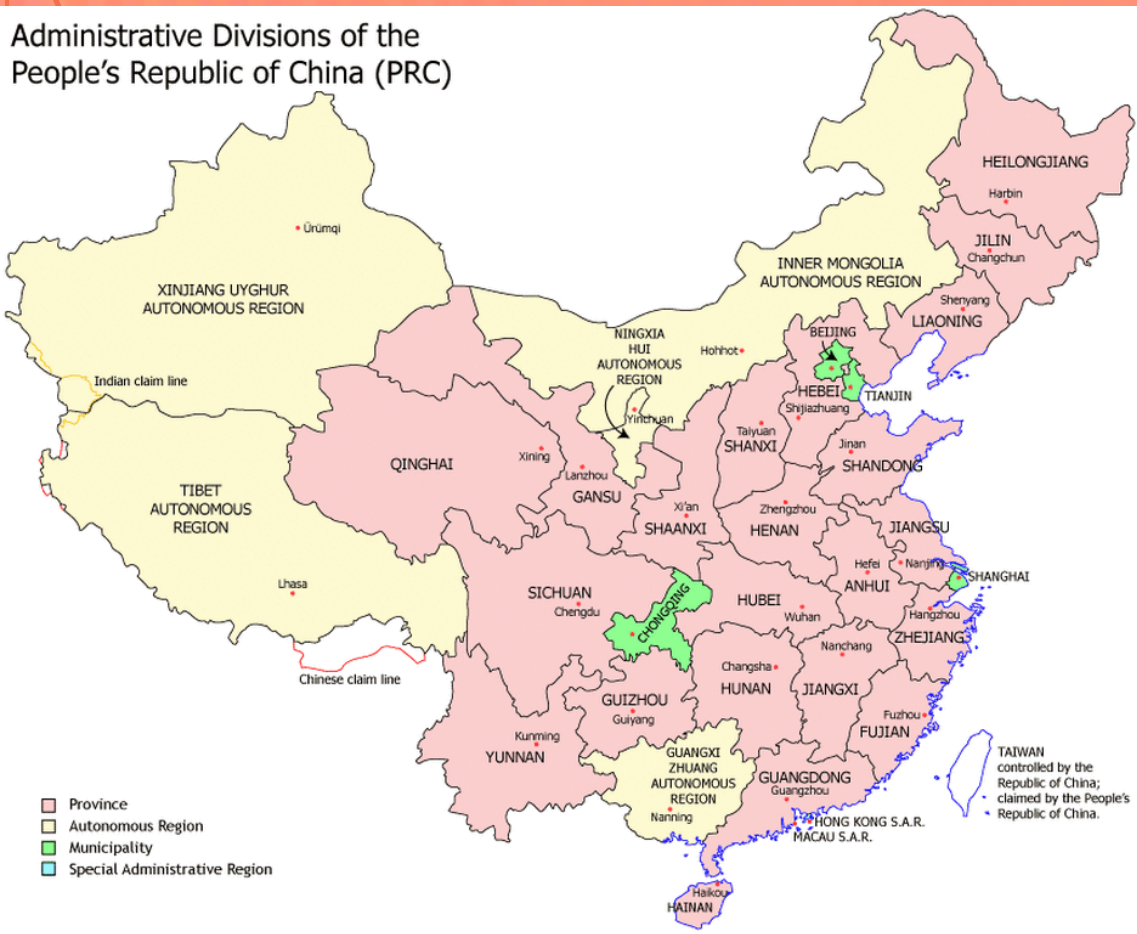 Administrative Divisions of the
People's Republic of China (PRC)
HEILONGJIANG
Harbin
Ürümqi
JILIN
Changchun
INNER MONGOLIA
AUTONOMOUS REGION
XINJIANG UYGHUR
AUTONOMOUS REGION
Shenyang
LIAONING
NINGXIA
HUI
AUTONOMOUS
REGION
BEIJING
Hohhot
Indian claim line
HEBEI
TIANJIN
Shijiazhuang
Yinchuan
Taiyuan
SHANXI
Jinan
SHANDONG
QINGHAI
Xining
Lanzhou
GANSU
TIBET
AUTONOMOUS
REGION
Xi'an
SHAANXI
Zhengzhou
HENAN
JIANGSU
Hefei
ANHUI
Nanjing
SHANGHAI
Lhasa
SICHUAN
Chengdu
CHONGQING
HUBEI
Wuhan
Hangzhou
ZHEJIANG
Nanchang
Chinese claim line
Changsha
HUNAN
JIANGXI
GUIZHOU
Guiyang
Fuzhou
FUJIAN
Kunming
YUNNAN
GUANGXI
ZHUANG
AUTONOMOUS
REGION
Nanning
GUANGDONG
Guangzhou
TAIWAN
controlled by the
Republic of China;
claimed by the People's
Republic of China.
HONG KONG S.A.R.
MACAU S.A.R.
Haikou
HAINAN
Province
Autonomous Region
Municipality
Special Administrative Region